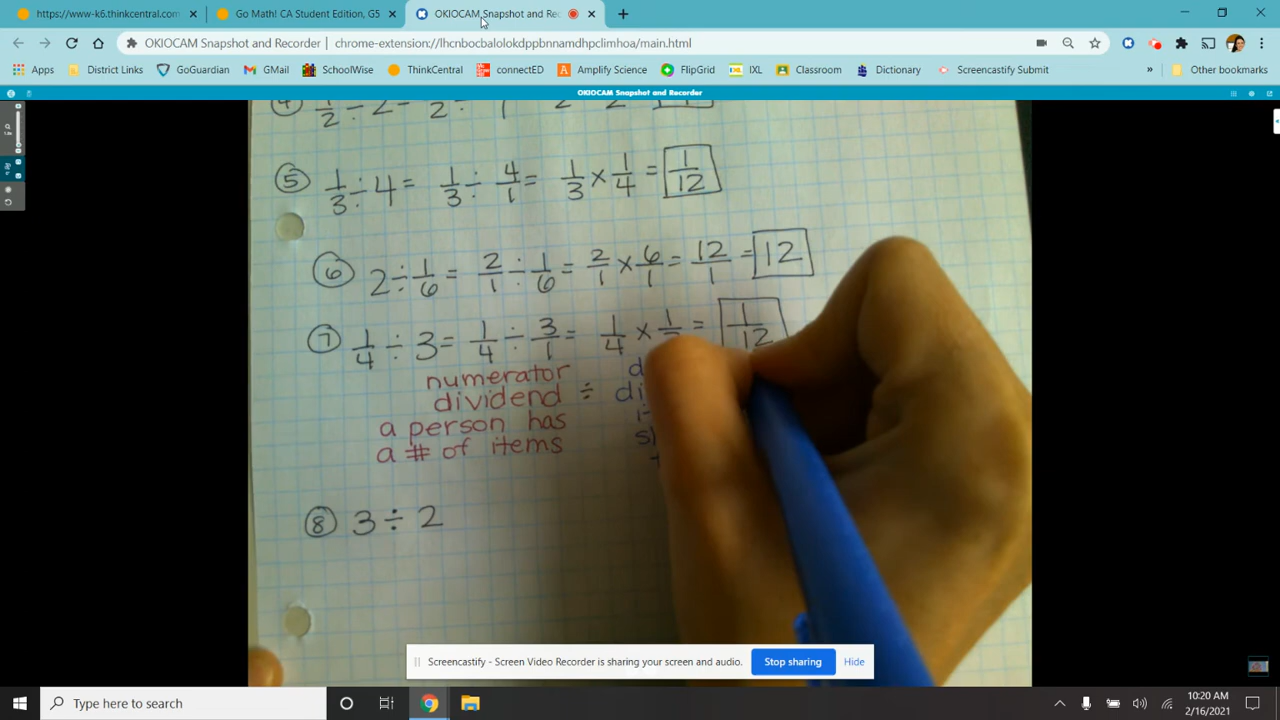 https://www-k6.thinkcentral.com
Go Math! CA Student Edition, G5
OKIOCAM Snapshot and Rec
OKIOCAM Snapshot and Recorder | chrome-extension://lhcnbocbalolokdppbnnamdhpclimhoa/main.html
Apps District Links GoGuardian GMail SchoolWise ThinkCentral connectED Amplify Science FlipGrid IXL Classroom Dictionary Screencastify Submit » Other bookmarks
OKIOCAM Snapshot and Recorder
⑤ 1/3 ÷ 4 = 1/3 ÷ 4/1 = 1/3 × 1/4 = 1/12
⑥ 2 ÷ 1/6 = 2/1 ÷ 1/6 = 2/1 × 6/1 = 12/1 = 12
⑦ 1/4 ÷ 3 = 1/4 ÷ 3/1 = 1/4 × = 1/12
numerator
dividend ÷
a person has
a # of items
⑧ 3 ÷ 2
Screencastify - Screen Video Recorder is sharing your screen and audio. Stop sharing Hide
Type here to search
10:20 AM
2/16/2021